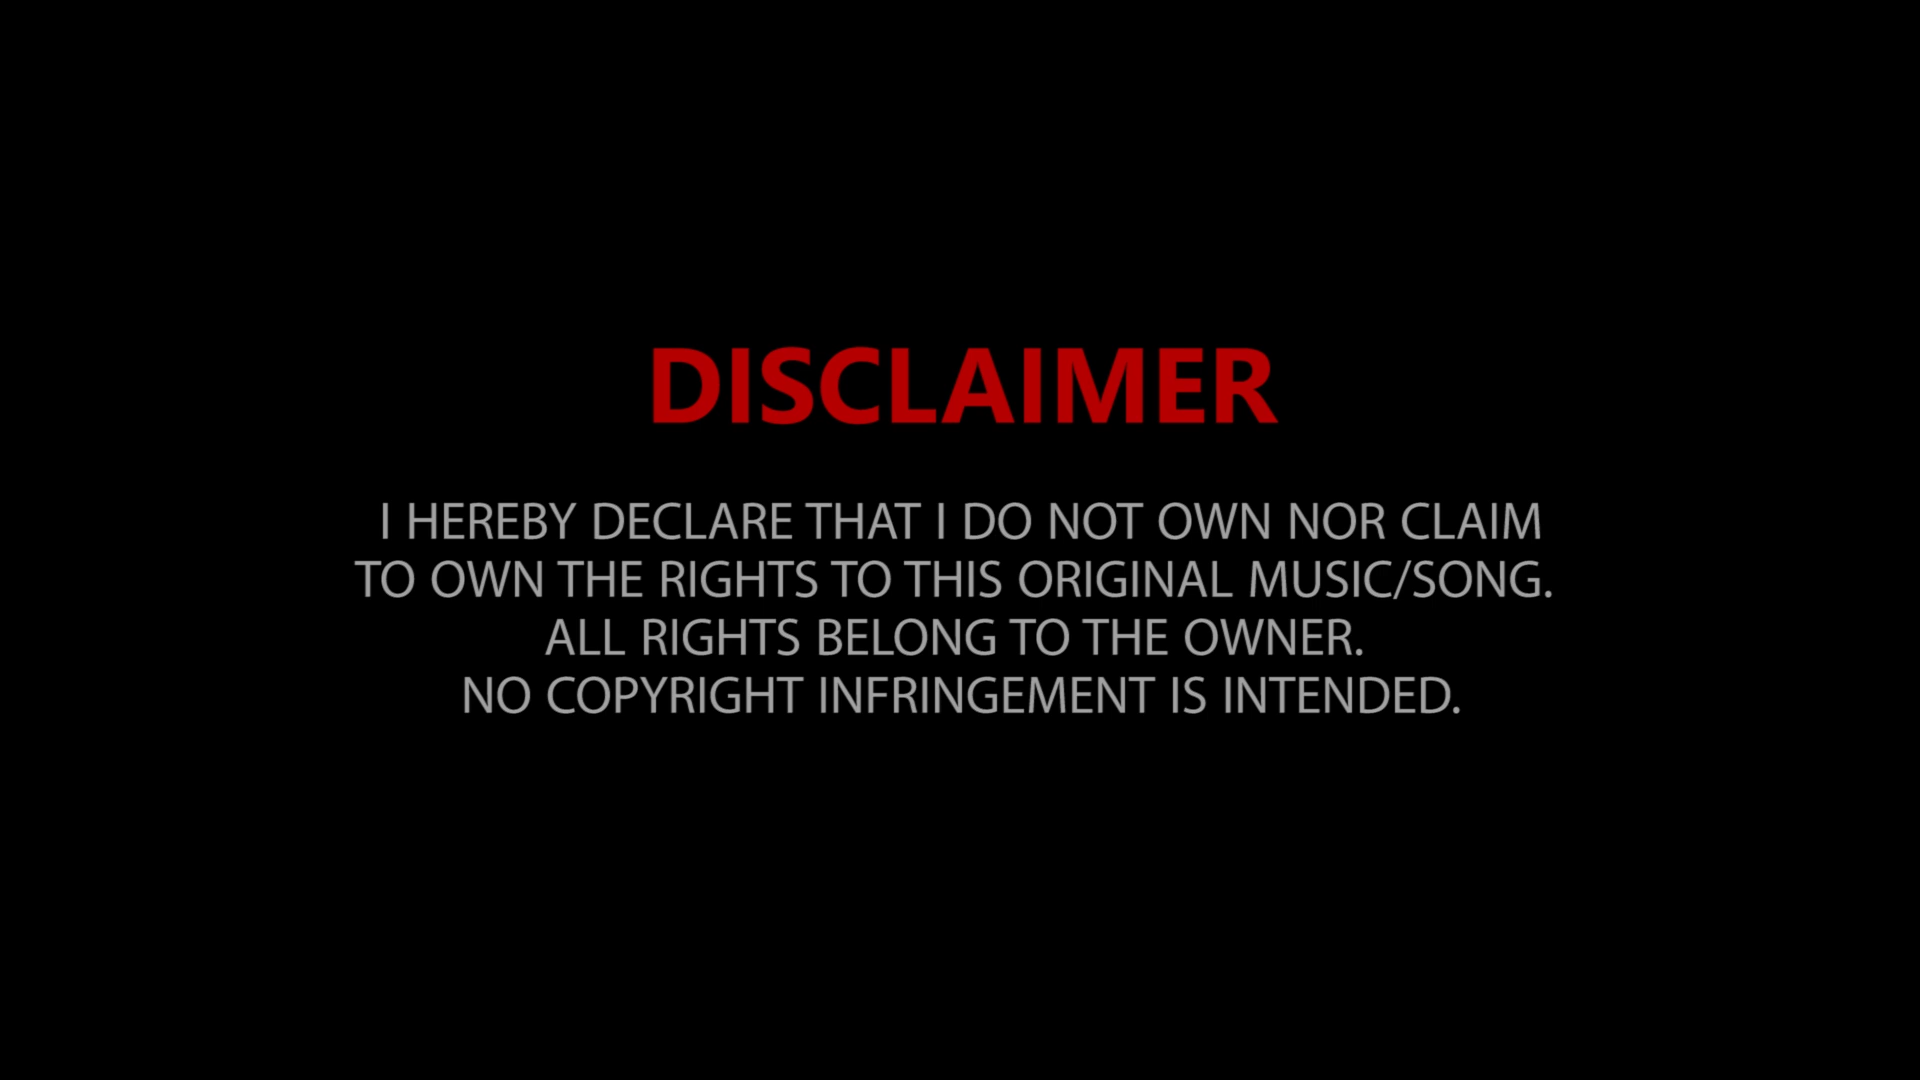 DISCLAIMER
I HEREBY DECLARE THAT I DO NOT OWN NOR CLAIM
TO OWN THE RIGHTS TO THIS ORIGINAL MUSIC/SONG.
ALL RIGHTS BELONG TO THE OWNER.
NO COPYRIGHT INFRINGEMENT IS INTENDED.